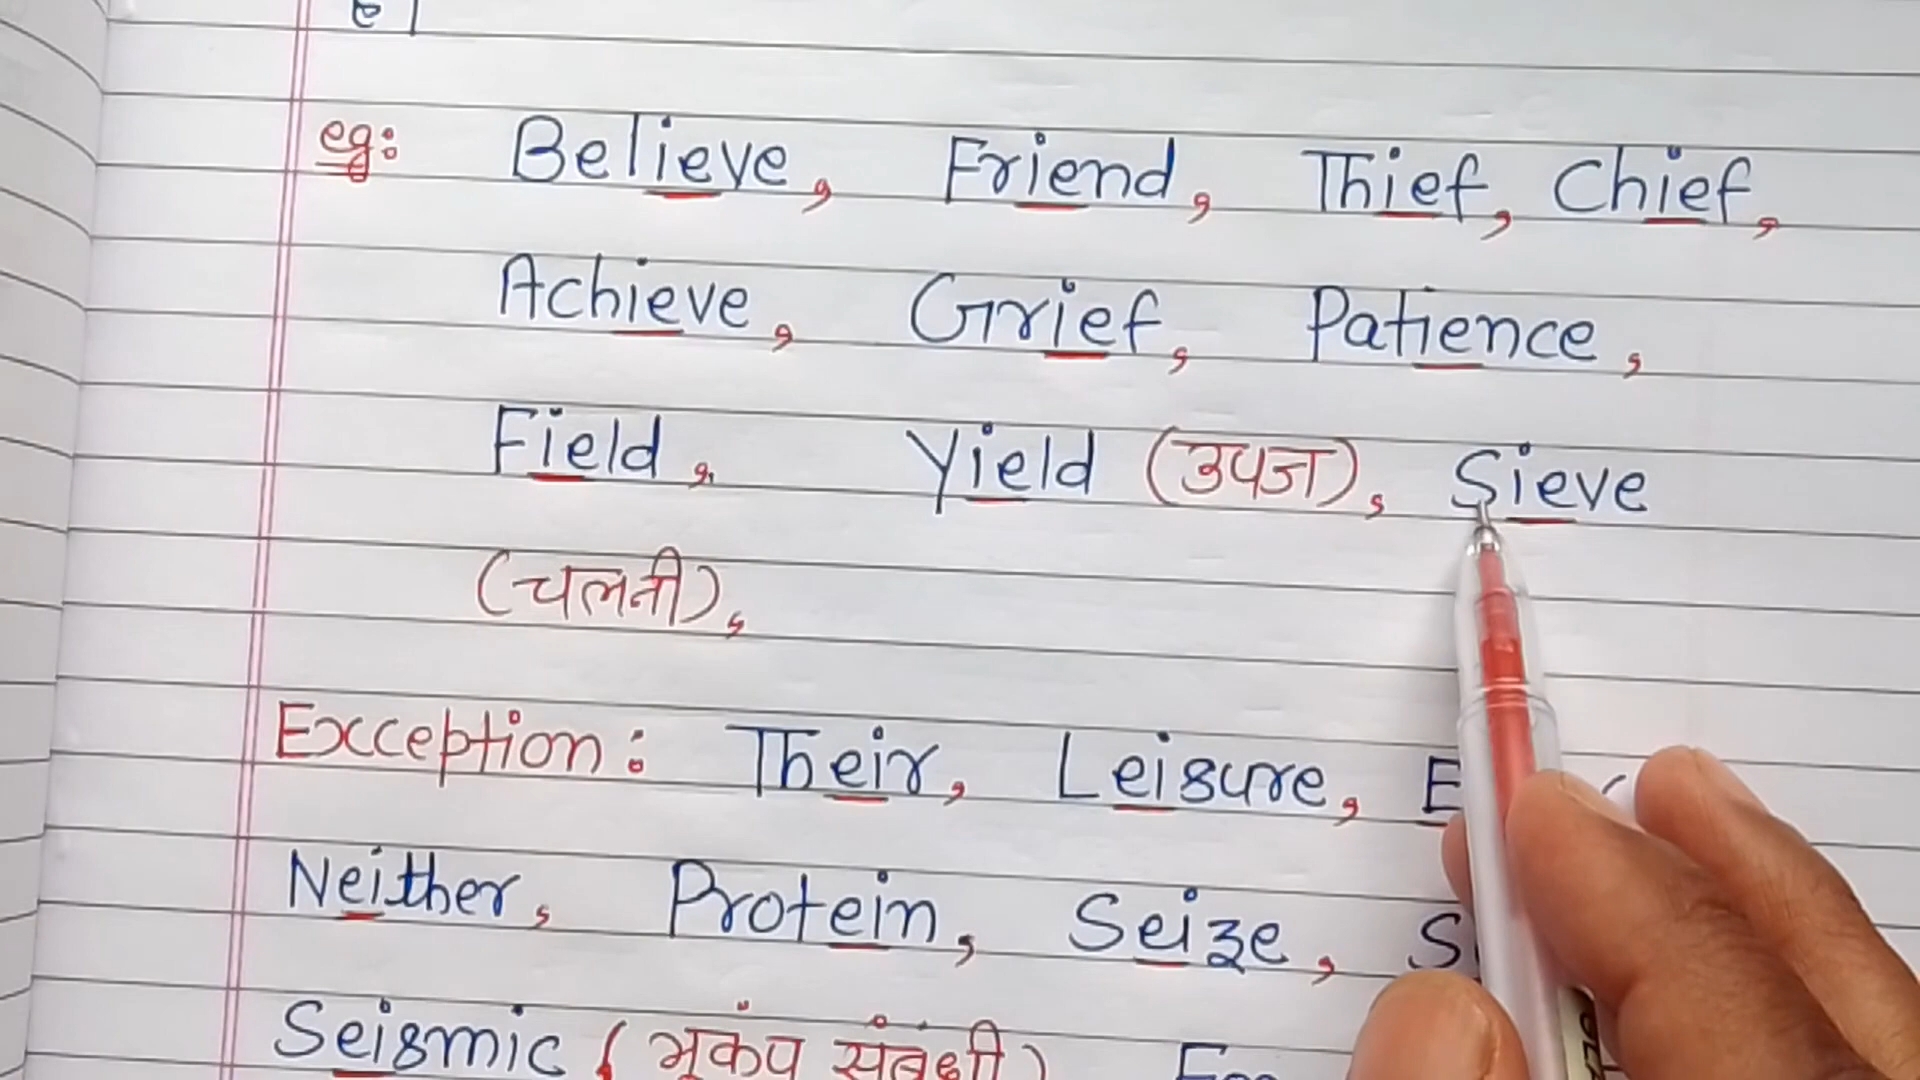 eg: Believe, Friend, Thief, Chief,
Achieve, Grief, Patience,
Field, Yield (उपज), Sieve
(चलनी),
Exception: Their, Leisure,
Neither, Protein, Seize,
Seismic (भूकंप संबंधी)